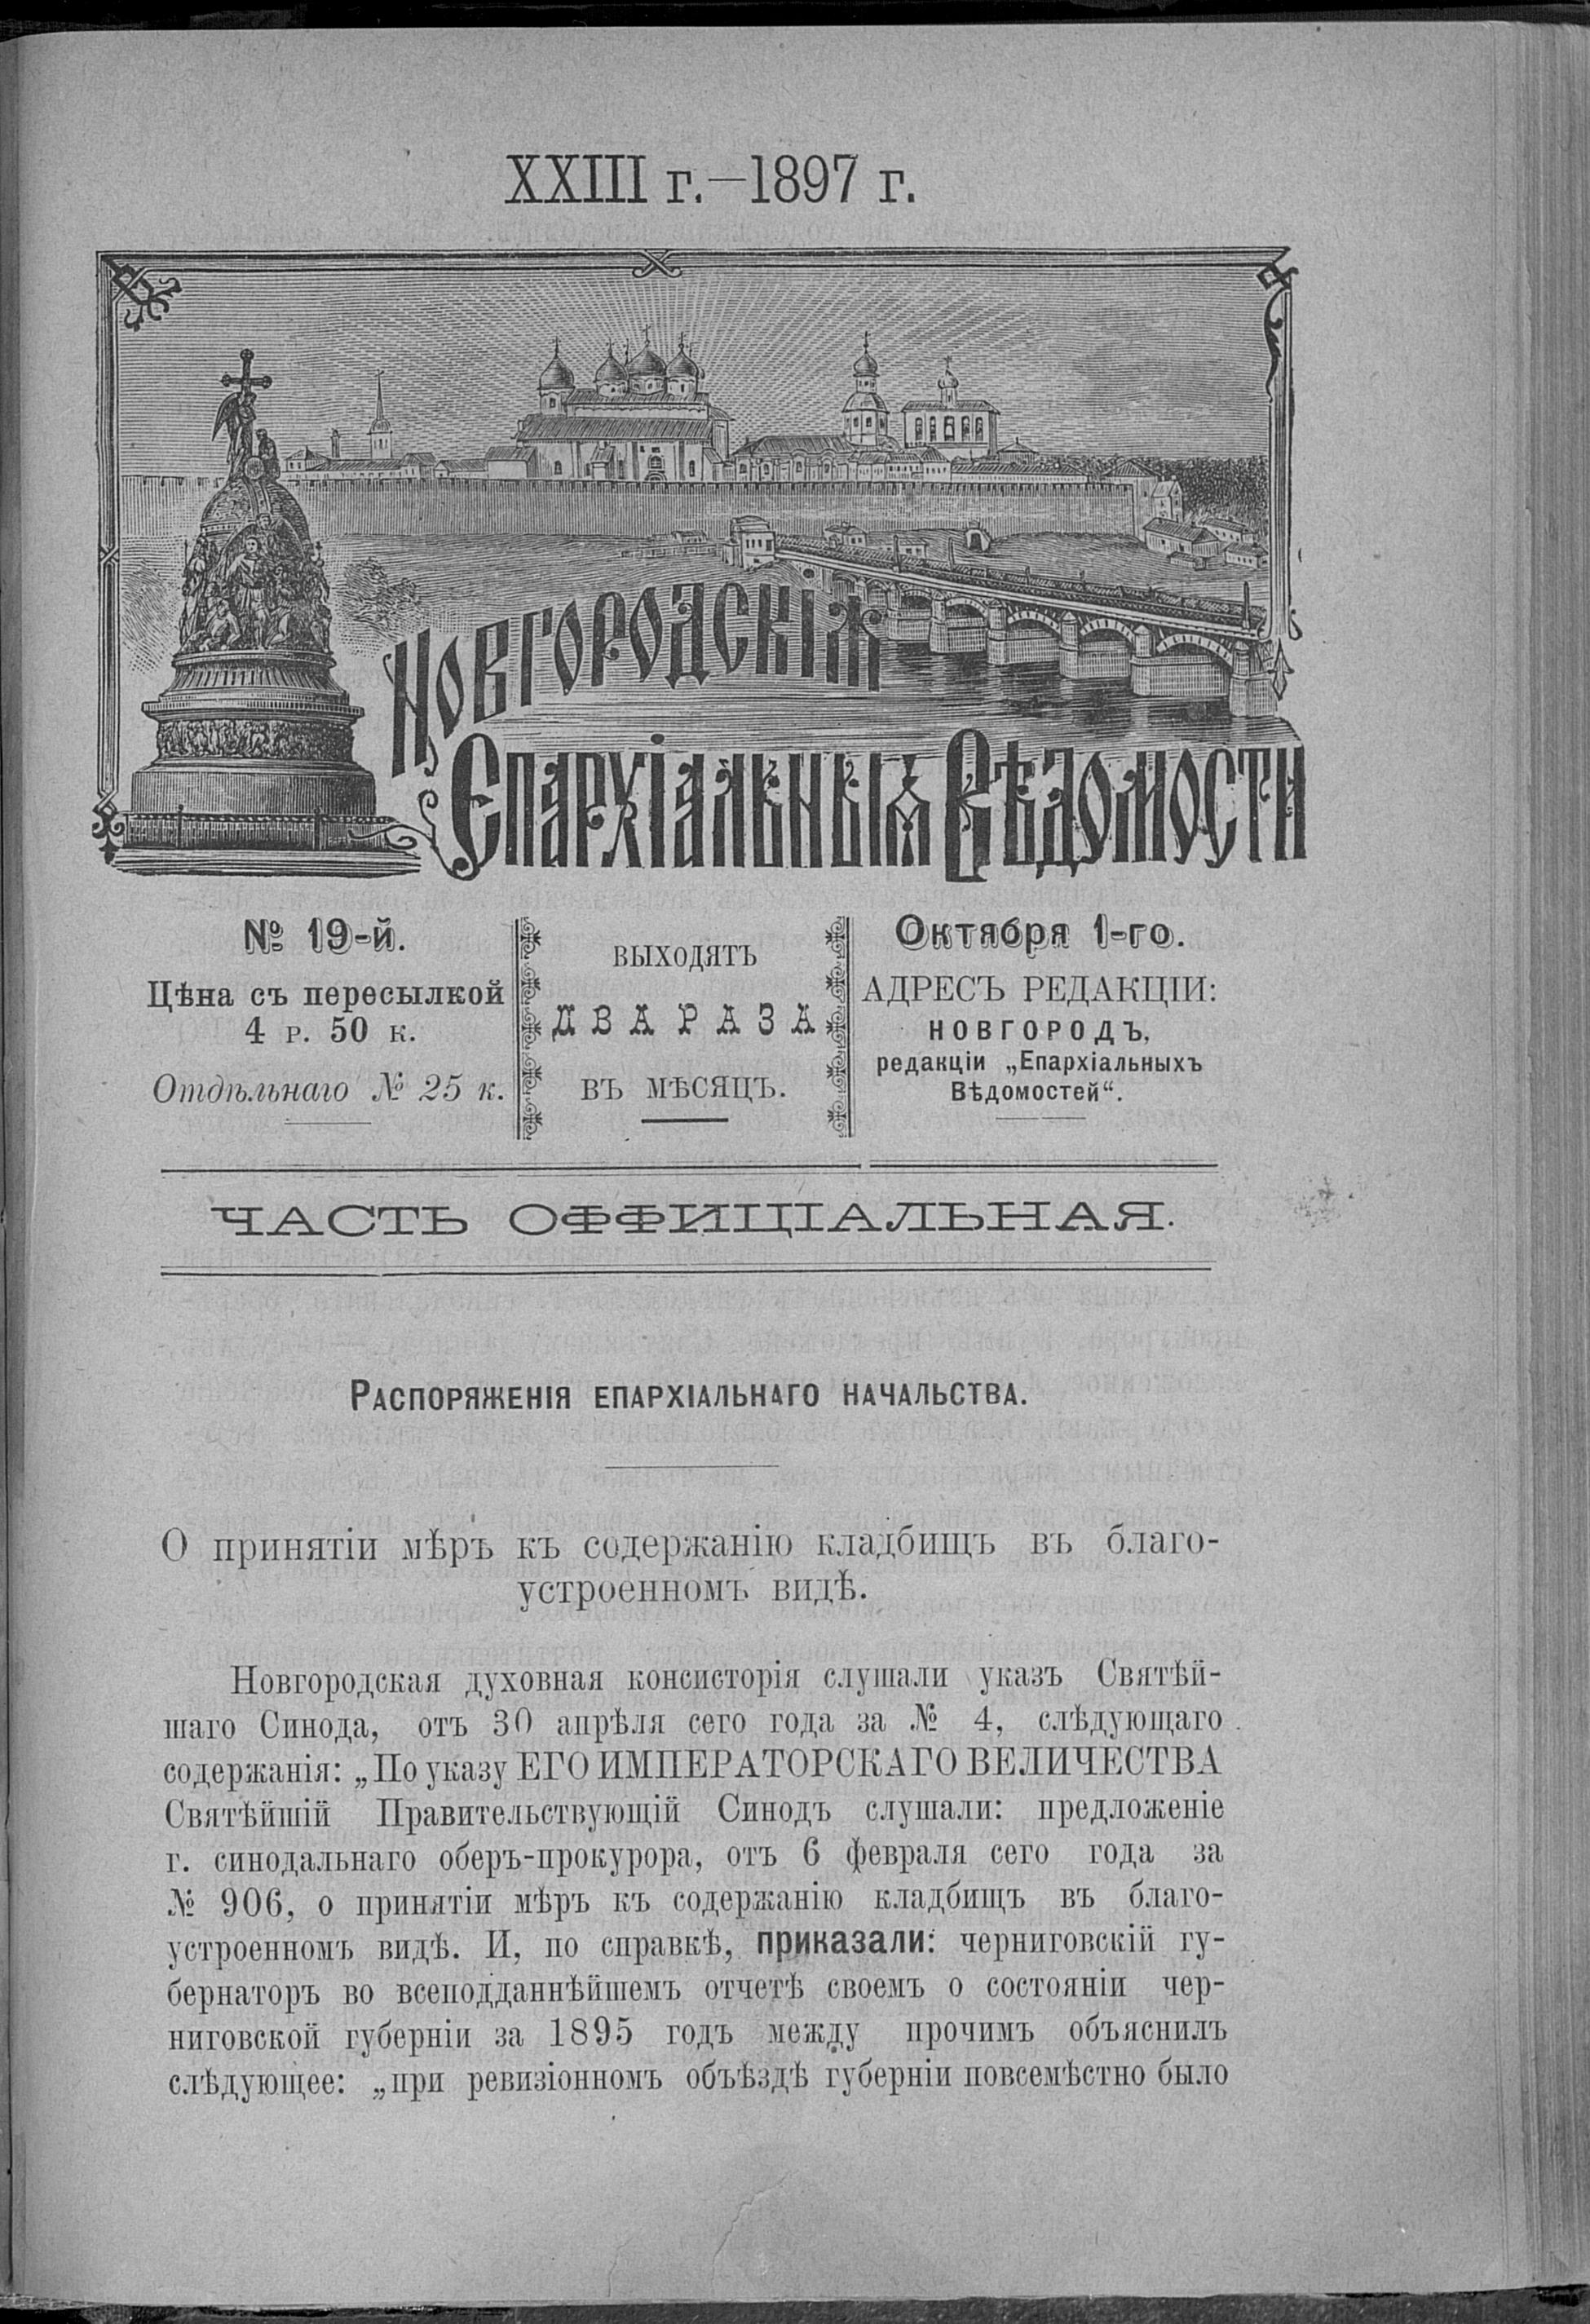 XXIII г.—1897 г.
Новгородскія
Епархіальныя Вѣдомости
№ 19-й.
Цѣна съ пересылкой
4 р. 50 к.
Отдѣльнаго № 25 к.
ВЫХОДЯТЪ
ДВА РАЗА
ВЪ МѢСЯЦЪ.
Октября 1-го.
АДРЕСЪ РЕДАКЦІИ:
НОВГОРОДЪ,
редакціи „Епархіальныхъ
Вѣдомостей“.
ЧАСТЬ ОФФИЦІАЛЬНАЯ.
Распоряженія епархіальнаго начальства.
О принятіи мѣръ къ содержанію кладбищъ въ благо-
устроенномъ видѣ.
Новгородская духовная консисторія слушали указъ Святѣй-
шаго Синода, отъ 30 апрѣля сего года за № 4, слѣдующаго
содержанія: „По указу ЕГО ИМПЕРАТОРСКАГО ВЕЛИЧЕСТВА
Святѣйшій Правительствующій Синодъ слушали: предложеніе
г. синодальнаго оберъ-прокурора, отъ 6 февраля сего года за
№ 906, о принятіи мѣръ къ содержанію кладбищъ въ благо-
устроенномъ видѣ. И, по справкѣ, приказали: черниговскій гу-
бернаторъ во всеподданнѣйшемъ отчетѣ своемъ о состояніи чер-
ниговской губерніи за 1895 годъ между прочимъ объяснилъ
слѣдующее: „при ревизіонномъ объѣздѣ губерніи повсемѣстно было